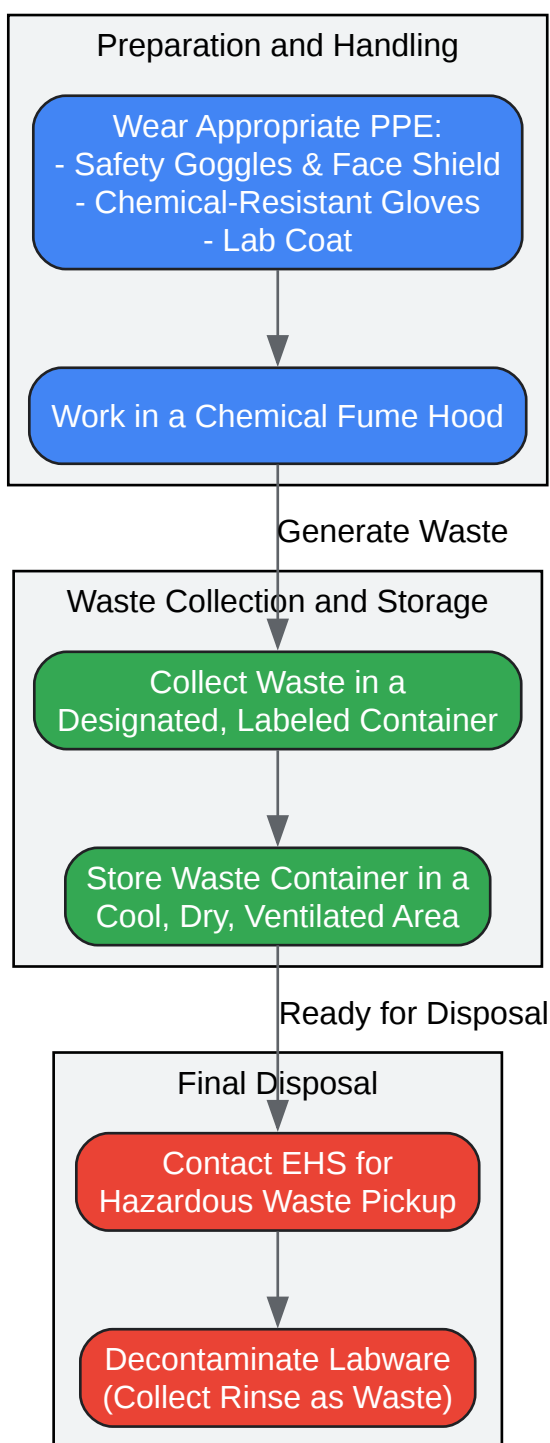 Preparation and Handling
Wear Appropriate PPE:
- Safety Goggles & Face Shield
- Chemical-Resistant Gloves
- Lab Coat
Work in a Chemical Fume Hood
Generate Waste
Waste Collection and Storage
Collect Waste in a
Designated, Labeled Container
Store Waste Container in a
Cool, Dry, Ventilated Area
Ready for Disposal
Final Disposal
Contact EHS for
Hazardous Waste Pickup
Decontaminate Labware
(Collect Rinse as Waste)